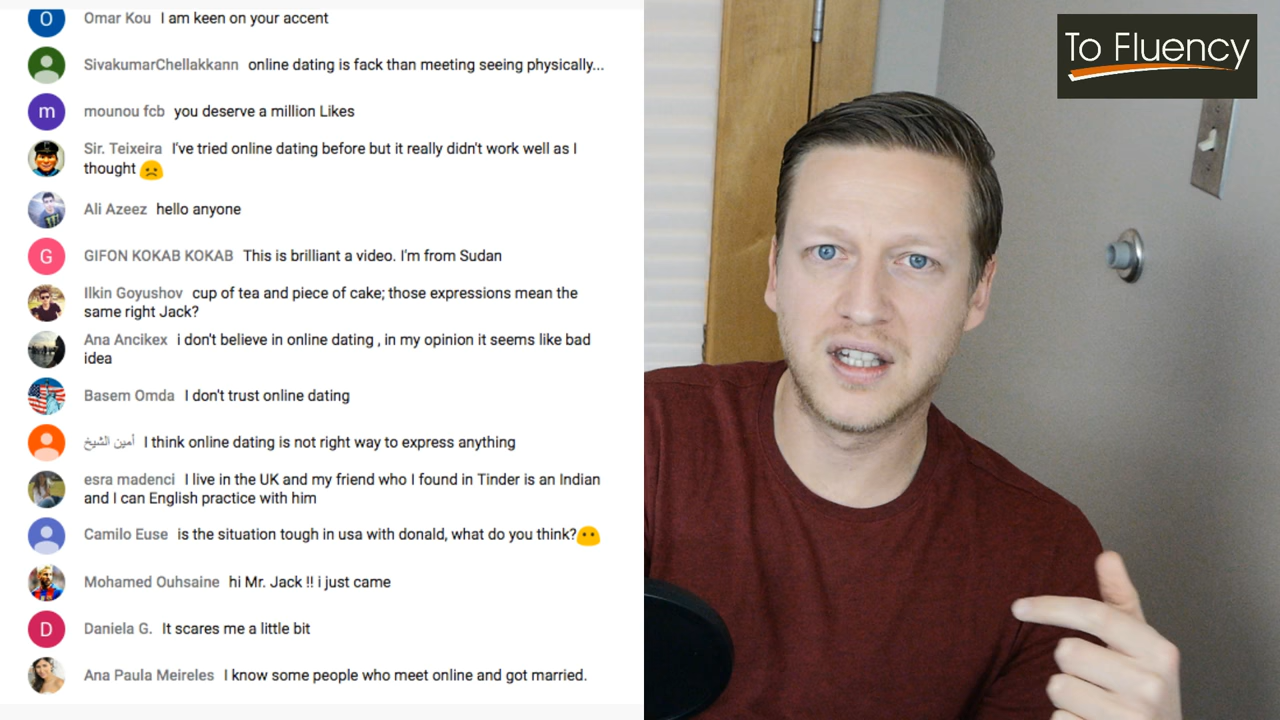 O Omar Kou I am keen on your accent
SivakumarChellakkann online dating is fack than meeting seeing physically...
m mounou fcb you deserve a million Likes
Sir. Teixeira I've tried online dating before but it really didn't work well as I
thought ☹️
Ali Azeez hello anyone
G GIFON KOKAB KOKAB This is brilliant a video. I'm from Sudan
Ilkin Goyushov cup of tea and piece of cake; those expressions mean the
same right Jack?
Ana Ancikex i don't believe in online dating , in my opinion it seems like bad
idea
Basem Omda I don't trust online dating
أمين الشيخ I think online dating is not right way to express anything
esra madenci I live in the UK and my friend who I found in Tinder is an Indian
and I can English practice with him
Camilo Euse is the situation tough in usa with donald, what do you think?😶
Mohamed Ouhsaine hi Mr. Jack !! i just came
D Daniela G. It scares me a little bit
Ana Paula Meireles I know some people who meet online and got married.
To Fluency